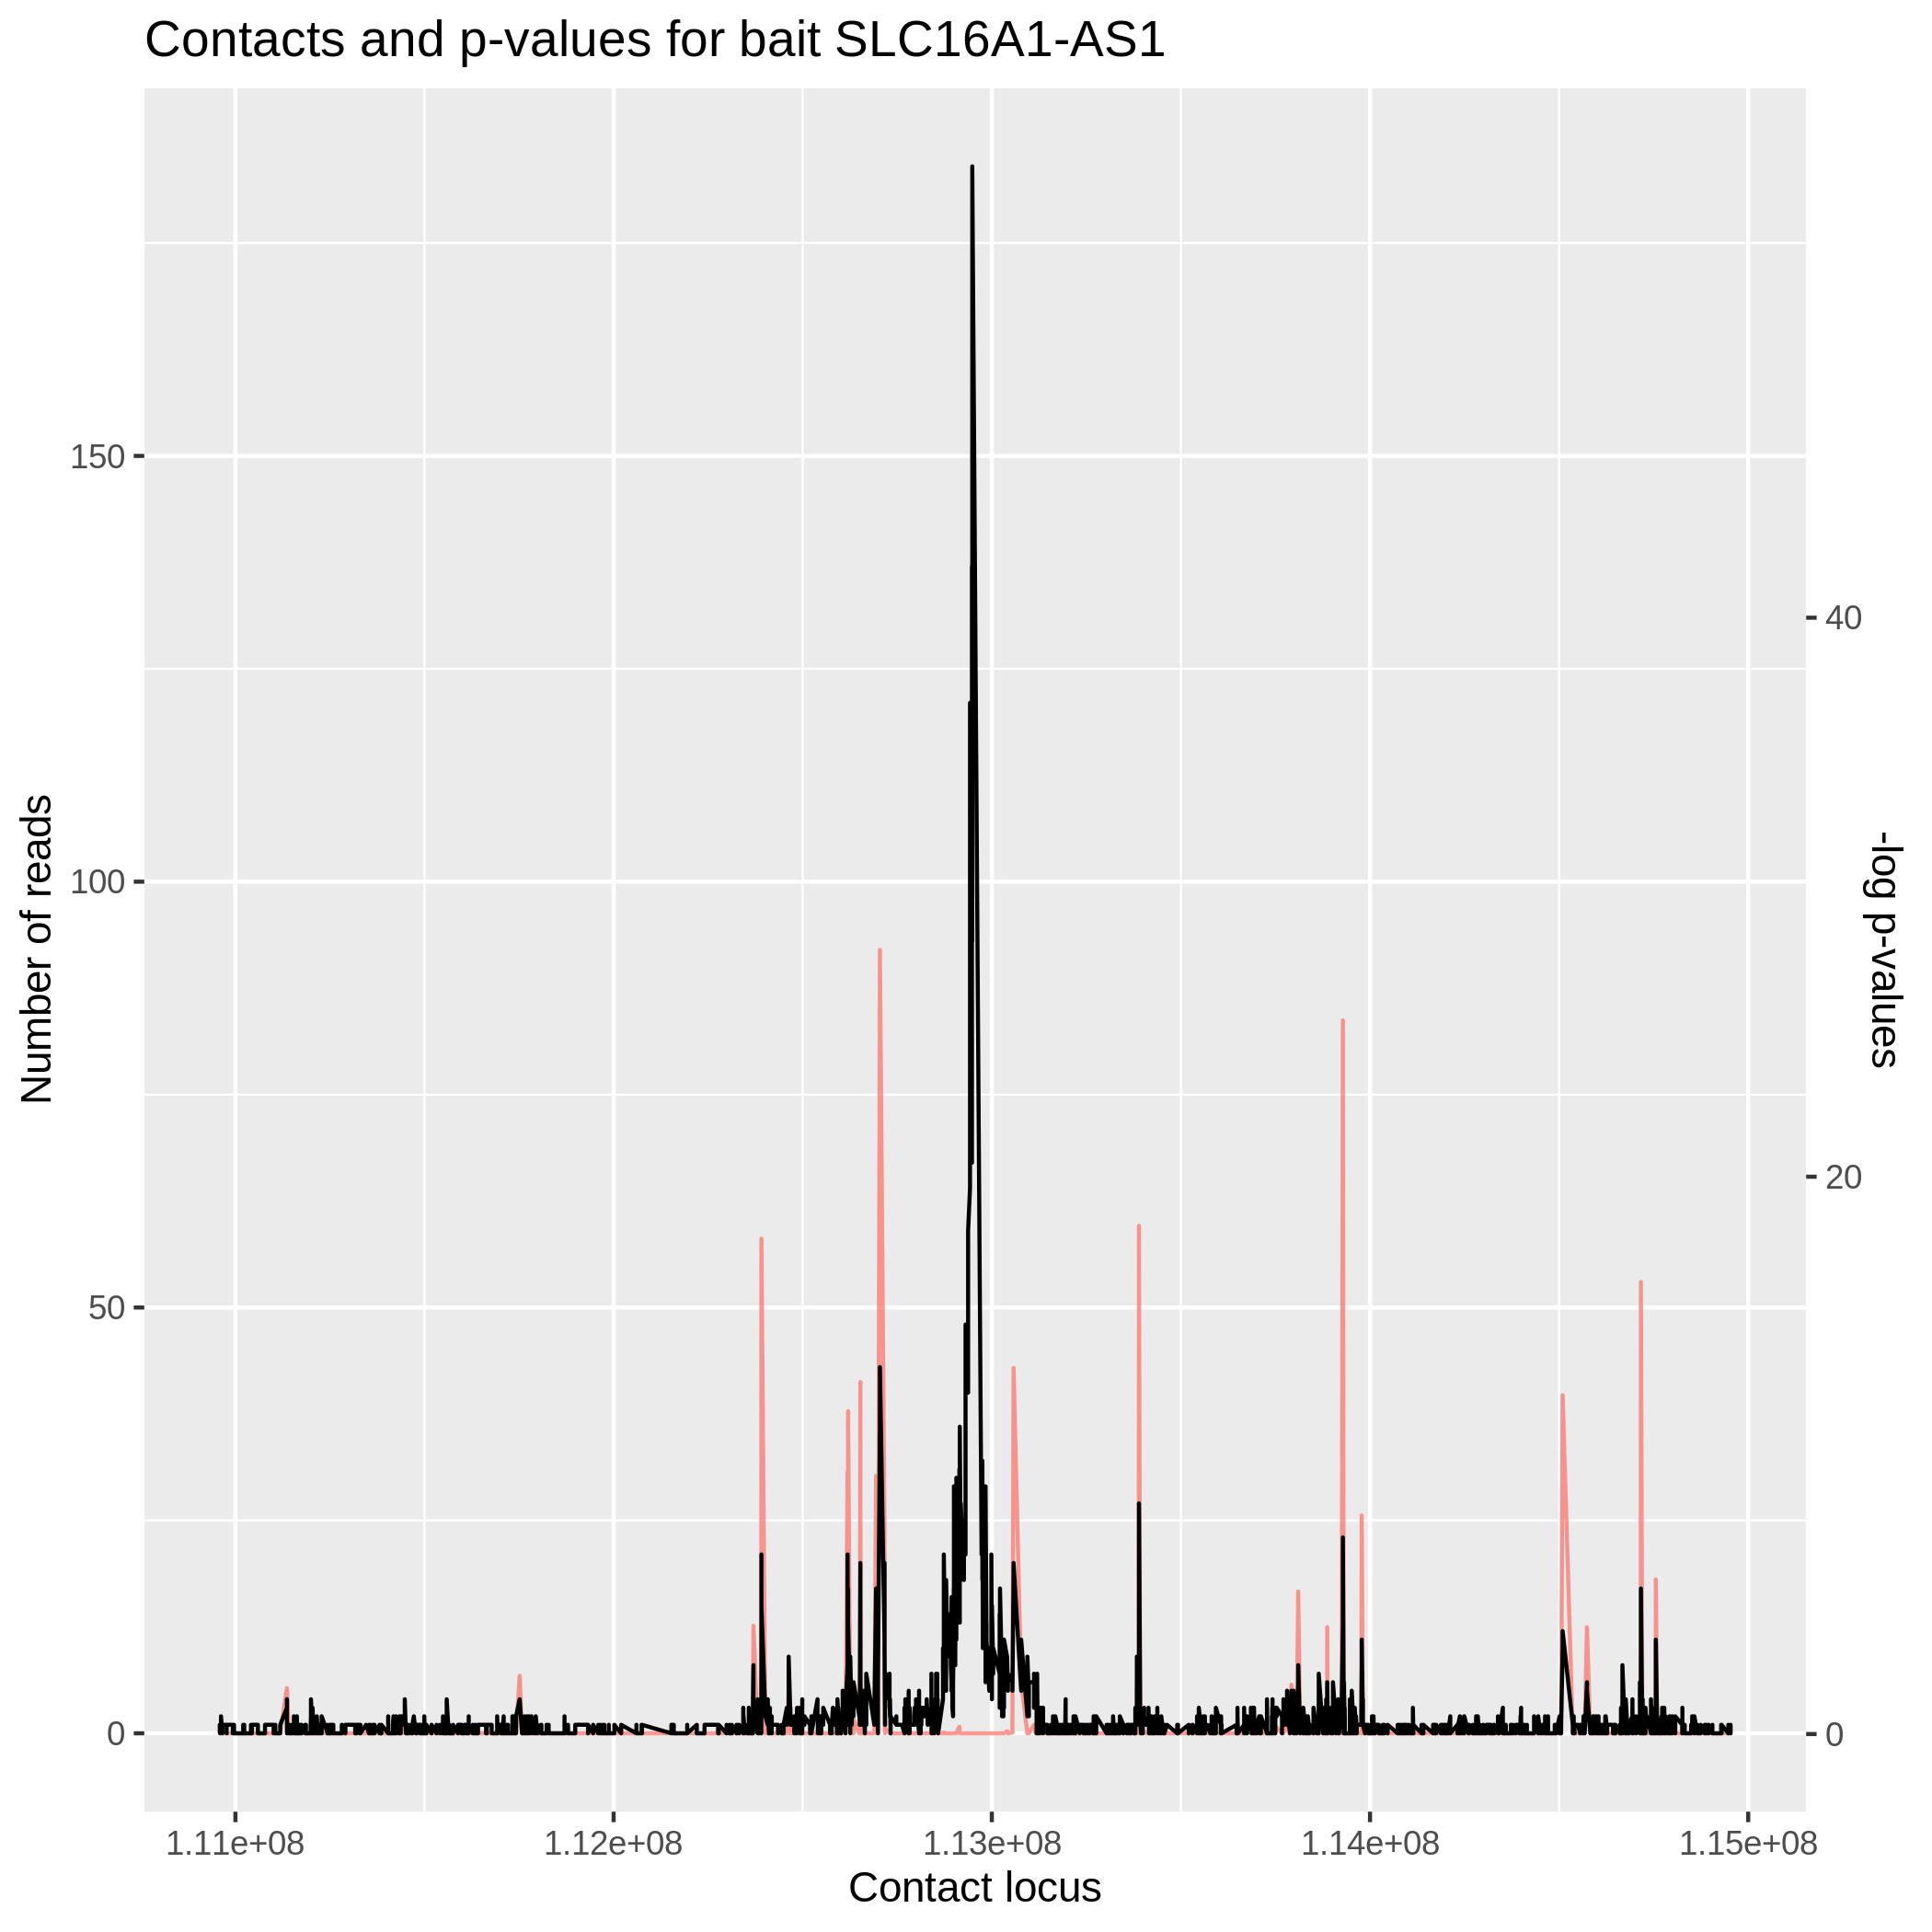 Contacts and p-values for bait SLC16A1-AS1
Number of reads
150
100
50
0
40
20
0
-log p-values
1.11e+08 1.12e+08 1.13e+08 1.14e+08 1.15e+08
Contact locus